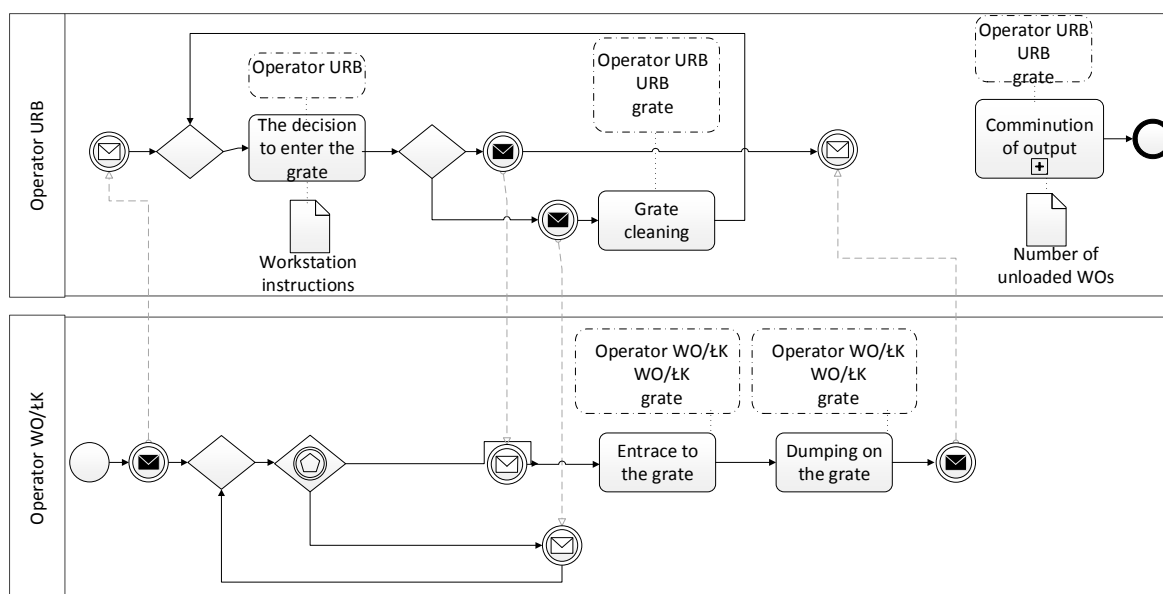 Operator URB
Operator URB
The decision
to enter the
grate
Workstation
instructions
Operator URB
URB
grate
Grate
cleaning
Operator URB
URB
grate
Comminution
of output
Number of
unloaded WOs
Operator WO/ŁK
Operator WO/ŁK
WO/ŁK
grate
Entrace to
the grate
Operator WO/ŁK
WO/ŁK
grate
Dumping on
the grate